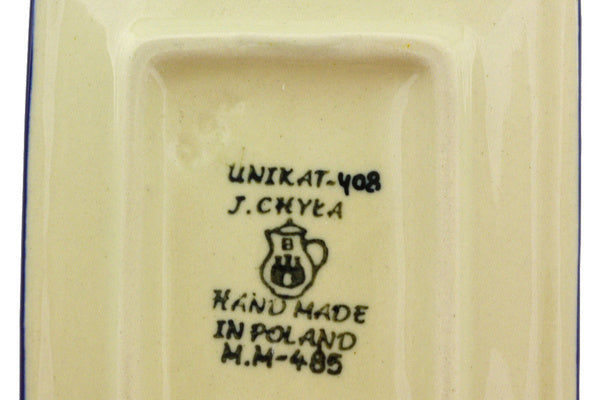 UNIKAT-408
J. CHYŁA
B
HAND MADE
IN POLAND
M.M-485